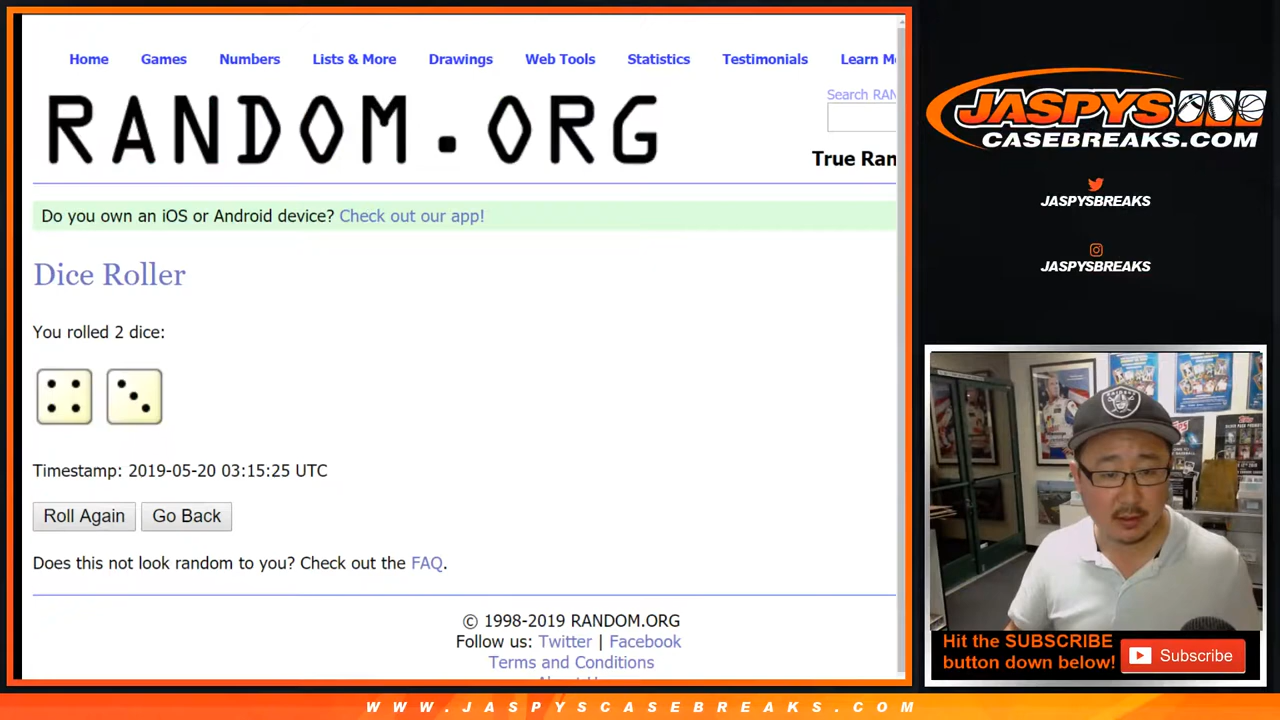 Home Games Numbers Lists & More Drawings Web Tools Statistics Testimonials Learn Mo
RANDOM.ORG
Search RAN
True Ran
Do you own an iOS or Android device? Check out our app!
Dice Roller
You rolled 2 dice:
Timestamp: 2019-05-20 03:15:25 UTC
Roll Again Go Back
Does this not look random to you? Check out the FAQ.
© 1998-2019 RANDOM.ORG
Follow us: Twitter | Facebook
Terms and Conditions
JASPYS
CASEBREAKS.COM
JASPYSBREAKS
JASPYSBREAKS
Hit the SUBSCRIBE
button down below!
Subscribe
WWW.JASPYSCASEBREAKS.COM